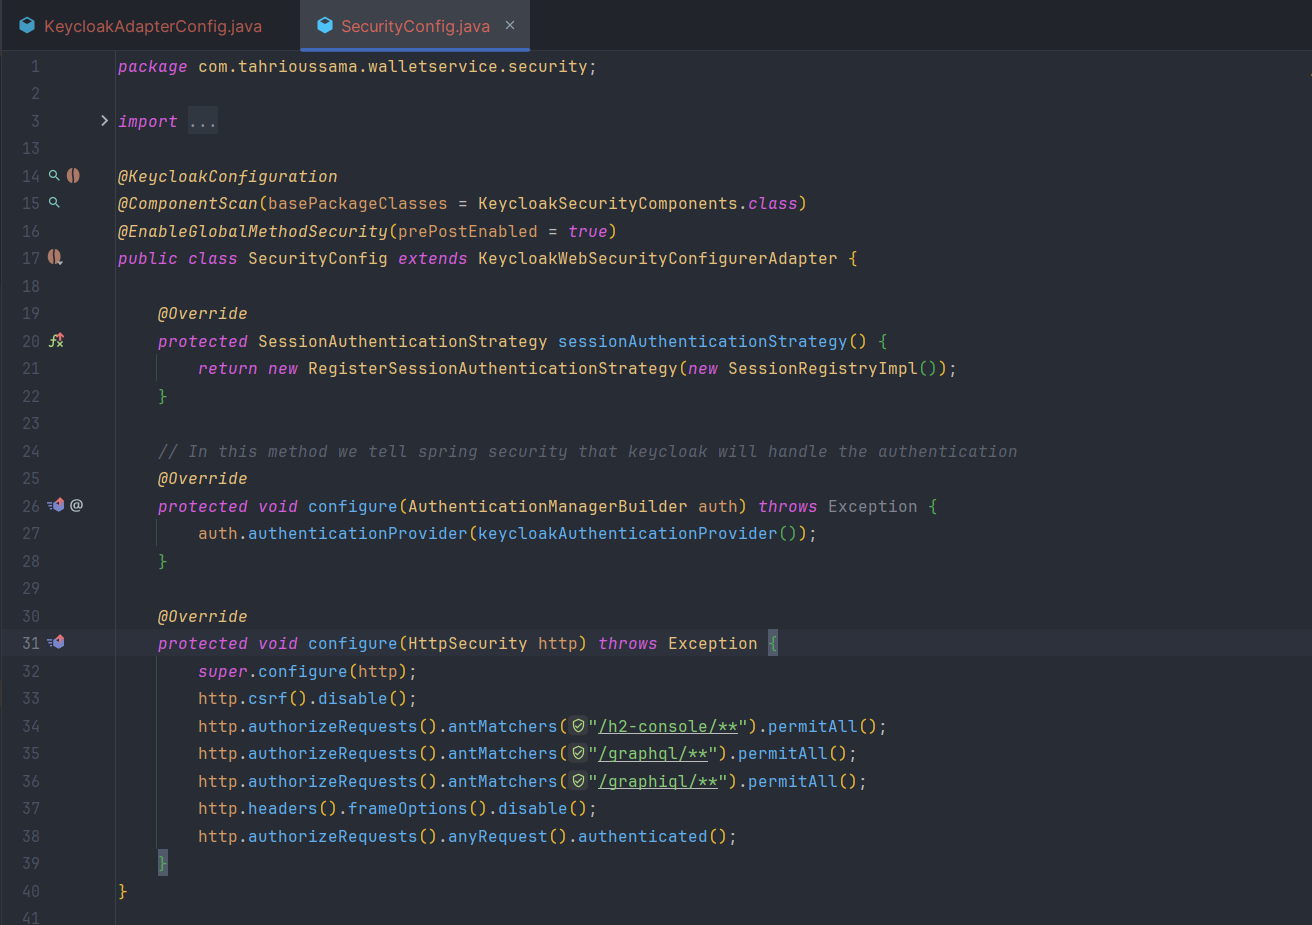 KeycloakAdapterConfig.java
SecurityConfig.java ×
1 package com.tahrioussama.walletservice.security;
2
3 import ...
13
14 @KeycloakConfiguration
15 @ComponentScan(basePackageClasses = KeycloakSecurityComponents.class)
16 @EnableGlobalMethodSecurity(prePostEnabled = true)
17 public class SecurityConfig extends KeycloakWebSecurityConfigurerAdapter {
18
19     @Override
20     protected SessionAuthenticationStrategy sessionAuthenticationStrategy() {
21         return new RegisterSessionAuthenticationStrategy(new SessionRegistryImpl());
22     }
23
24     // In this method we tell spring security that keycloak will handle the authentication
25     @Override
26 @   protected void configure(AuthenticationManagerBuilder auth) throws Exception {
27         auth.authenticationProvider(keycloakAuthenticationProvider());
28     }
29
30     @Override
31     protected void configure(HttpSecurity http) throws Exception {
32         super.configure(http);
33         http.csrf().disable();
34         http.authorizeRequests().antMatchers("/h2-console/**").permitAll();
35         http.authorizeRequests().antMatchers("/graphql/**").permitAll();
36         http.authorizeRequests().antMatchers("/graphiql/**").permitAll();
37         http.headers().frameOptions().disable();
38         http.authorizeRequests().anyRequest().authenticated();
39     }
40 }
41